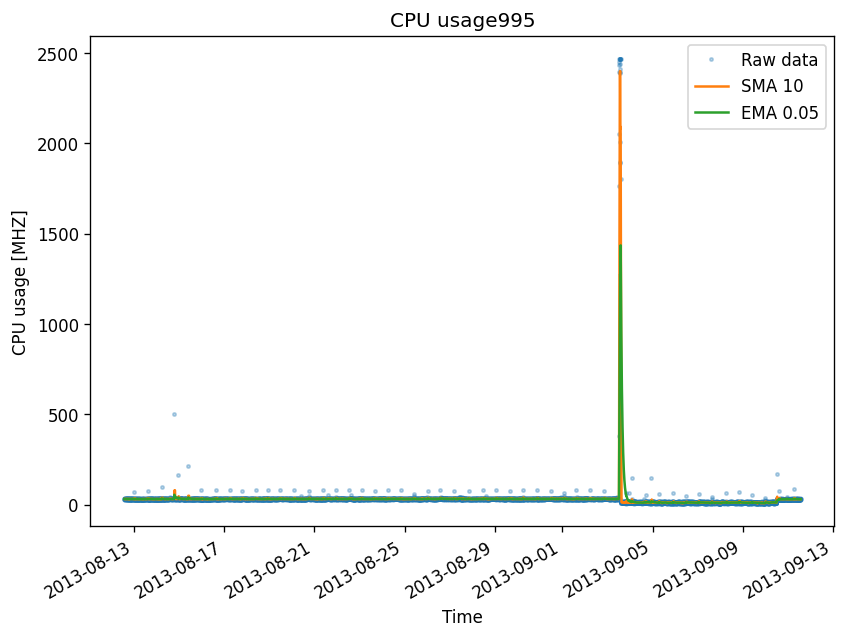 CPU usage995
2500
2000
1500
1000
500
0
CPU usage [MHZ]
Raw data
SMA 10
EMA 0.05
2013-08-13
2013-08-17
2013-08-21
2013-08-25
2013-08-29
2013-09-01
2013-09-05
2013-09-09
2013-09-13
Time